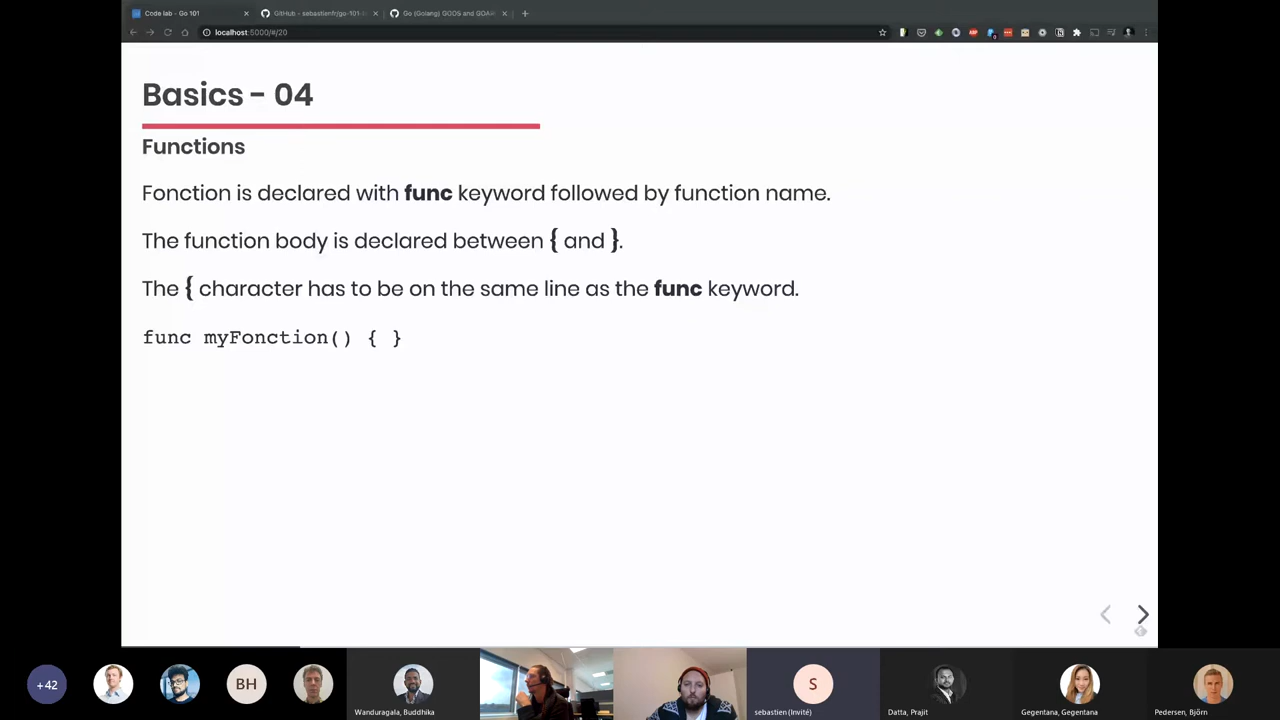 Code lab - Go 101
GitHub - sebastienfr/go-101-
Go (Golang) GOOS and GOAR
localhost:5000/#/20
Basics - 04
Functions
Fonction is declared with func keyword followed by function name.
The function body is declared between { and }.
The { character has to be on the same line as the func keyword.
func myFonction() { }
+42
BH
S
Wanduragala, Buddhika
sebastien (Invité)
Datta, Prajit
Gegentana, Gegentana
Pedersen, Björn